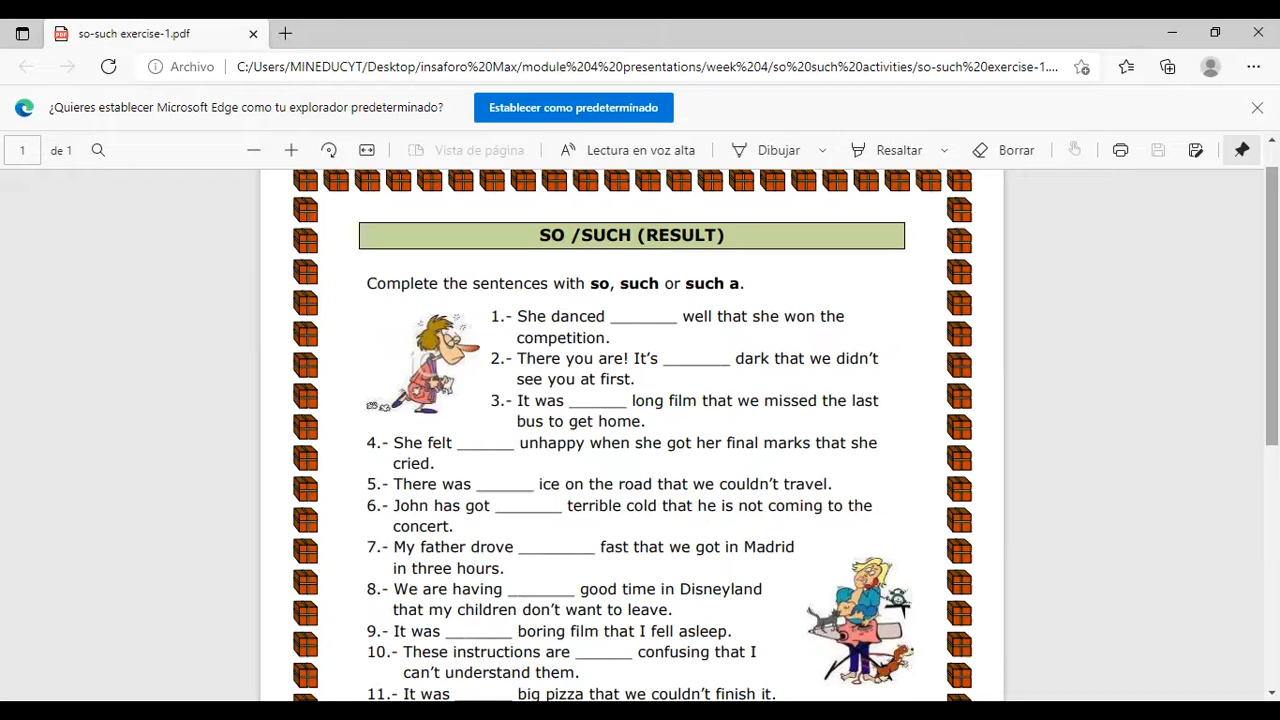 so-such exercise-1.pdf
Archivo
C:/Users/MINEDUCYT/Desktop/insaforo%20Max/module%204%20presentations/week%204/so%20such%20activities/so-such%20exercise-1....
¿Quieres establecer Microsoft Edge como tu explorador predeterminado?
Establecer como predeterminado
1 de 1
Vista de página
Lectura en voz alta
Dibujar
Resaltar
Borrar
SO /SUCH (RESULT)
Complete the sentences with so, such or such a.
1.- She danced ________ well that she won the
competition.
2.- There you are! It's ________ dark that we didn't
see you at first.
3.- It was _______ long film that we missed the last
bus to get home.
4.- She felt _______ unhappy when she got her final marks that she
cried.
5.- There was _______ ice on the road that we couldn't travel.
6.- John has got ________ terrible cold that he is not coming to the
concert.
7.- My father drove _________ fast that we got in Madrid
in three hours.
8.- We are having ________ good time in Disneyland
that my children don't want to leave.
9.- It was ________ boring film that I fell asleep.
10.- These instructions are _______ confusing that I
can't understand them.
11.- It was _______ big pizza that we couldn't finish it.